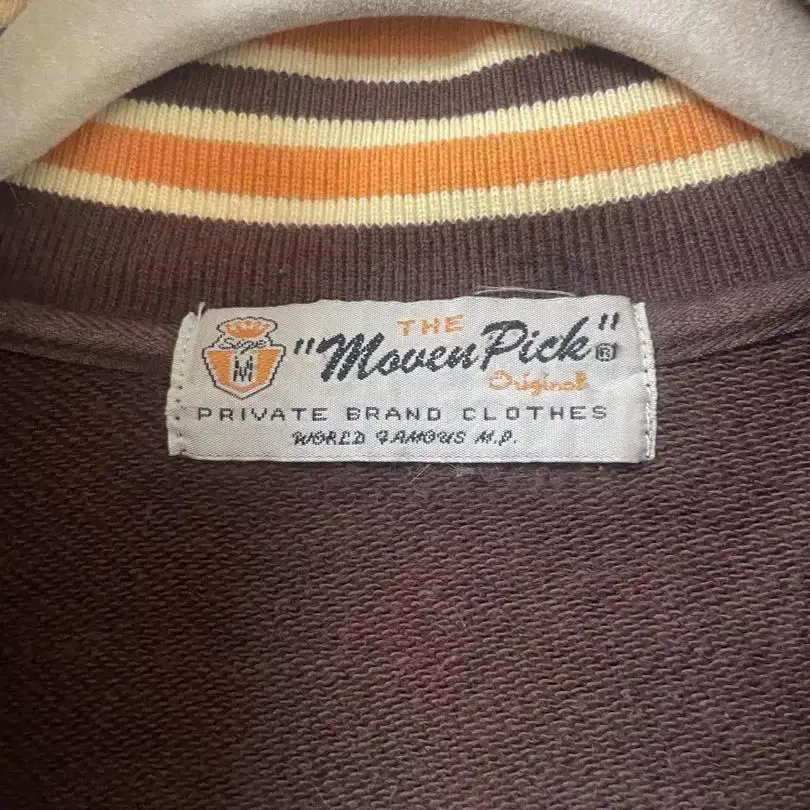 THE
"MovenPick"®
Original
M
PRIVATE BRAND CLOTHES
WORLD FAMOUS M.P.